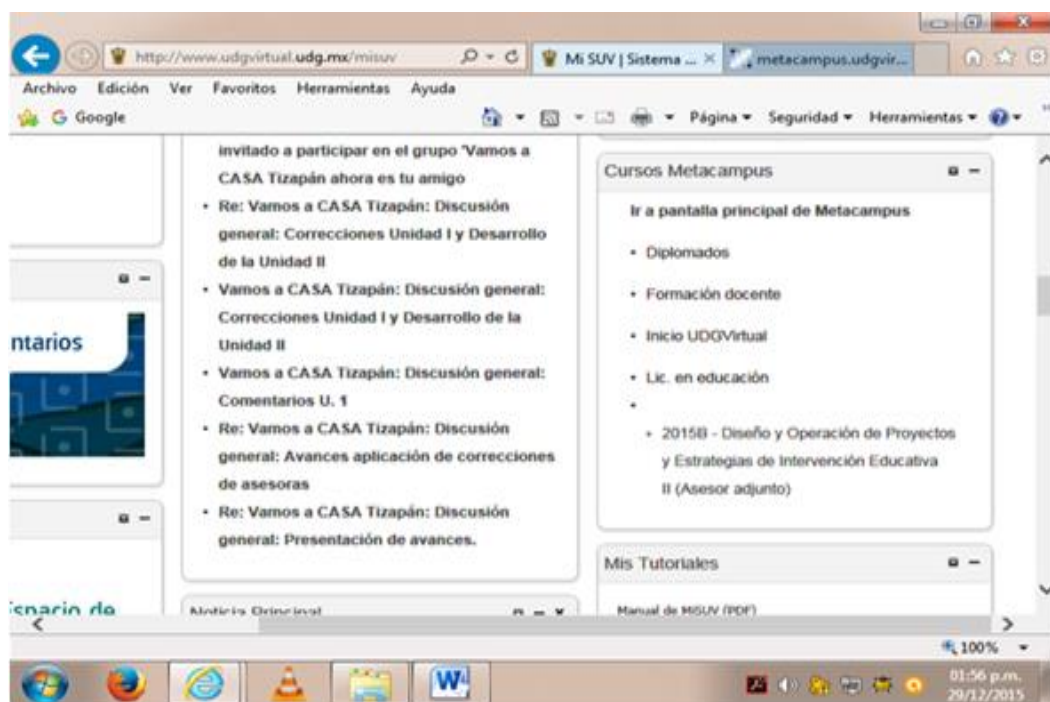 http://www.udgvirtual.udg.mx/misuv
Mi SUV | Sistema ...
metacampus.udgvir...
Archivo Edición Ver Favoritos Herramientas Ayuda
Google
Página Seguridad Herramientas
invitado a participar en el grupo 'Vamos a
CASA Tizapán ahora es tu amigo
• Re: Vamos a CASA Tizapán: Discusión
general: Correcciones Unidad I y Desarrollo
de la Unidad II
• Vamos a CASA Tizapán: Discusión general:
Correcciones Unidad I y Desarrollo de la
Unidad II
• Vamos a CASA Tizapán: Discusión general:
Comentarios U. 1
• Re: Vamos a CASA Tizapán: Discusión
general: Avances aplicación de correcciones
de asesoras
• Re: Vamos a CASA Tizapán: Discusión
general: Presentación de avances.
ntarios
Espacio de
Noticia Principal
Cursos Metacampus
Ir a pantalla principal de Metacampus
• Diplomados
• Formación docente
• Inicio UDGVirtual
• Lic. en educación
•
2015B - Diseño y Operación de Proyectos
y Estrategias de Intervención Educativa
II (Asesor adjunto)
Mis Tutoriales
Manual de MiSUV (PDF)
100%
01:56 p.m.
29/12/2015